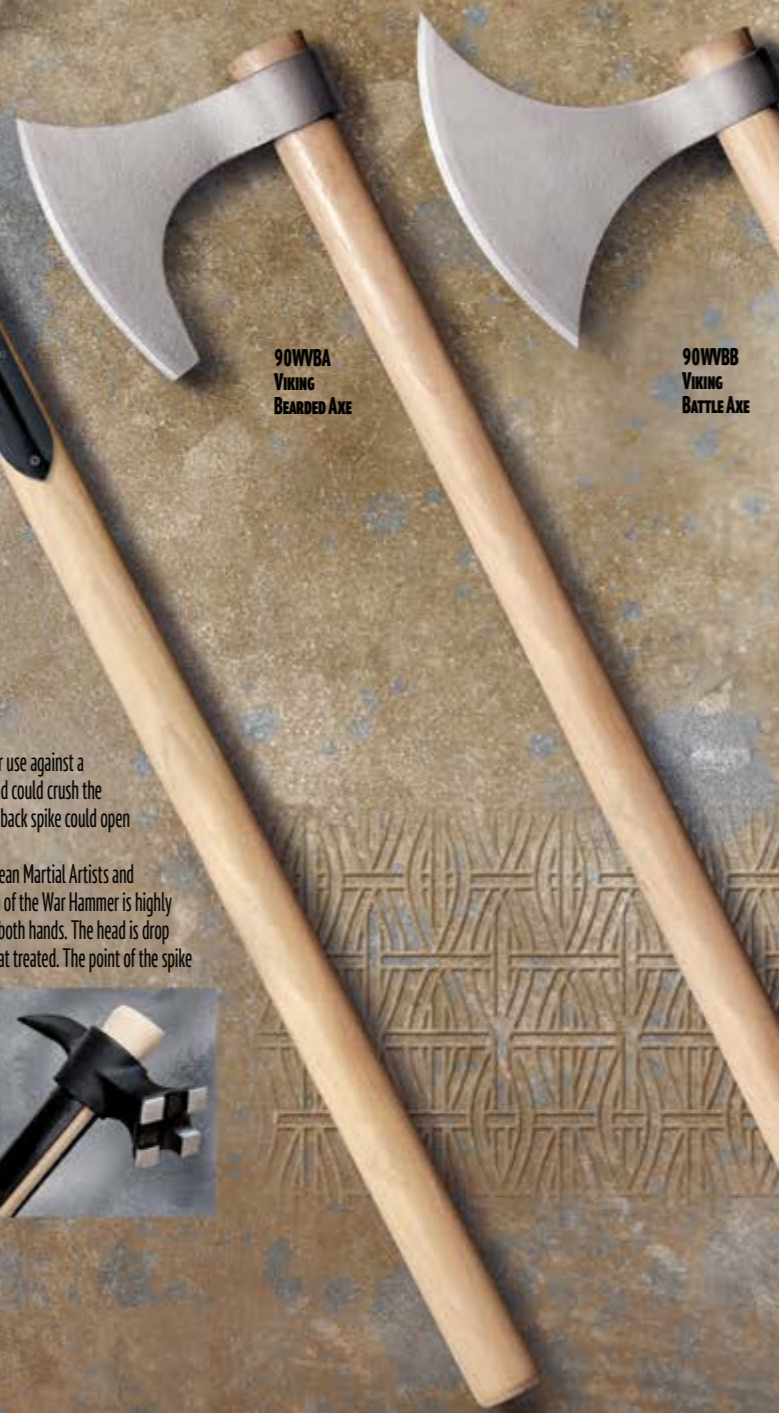 90WVBA
Viking
Bearded Axe
90WVBB
Viking
Battle Axe
use against a
d could crush the
back spike could open
ean Martial Artists and
of the War Hammer is highly
both hands. The head is drop
at treated. The point of the spike